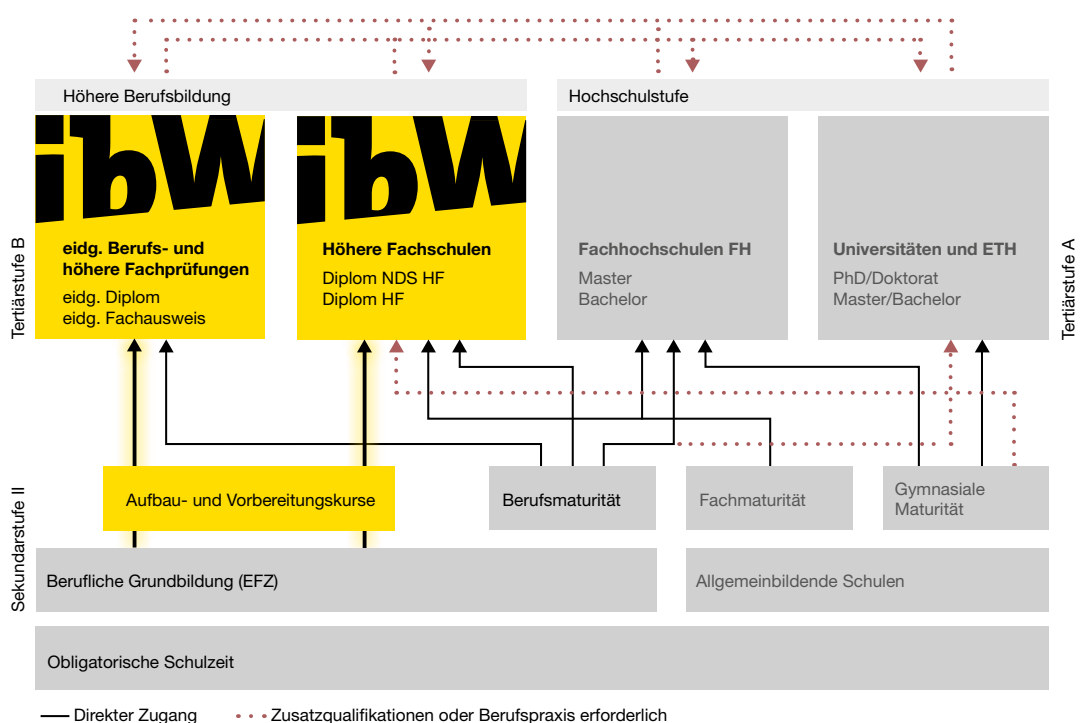 Höhere Berufsbildung
Hochschulstufe
ibW
ibW
eidg. Berufs- und
höhere Fachprüfungen
eidg. Diplom
eidg. Fachausweis
Höhere Fachschulen
Diplom NDS HF
Diplom HF
Fachhochschulen FH
Master
Bachelor
Universitäten und ETH
PhD/Doktorat
Master/Bachelor
Tertiärstufe B
Tertiärstufe A
Aufbau- und Vorbereitungskurse
Berufsmaturität
Fachmaturität
Gymnasiale
Maturität
Sekundarstufe II
Berufliche Grundbildung (EFZ)
Allgemeinbildende Schulen
Obligatorische Schulzeit
Direkter Zugang
Zusatzqualifikationen oder Berufspraxis erforderlich